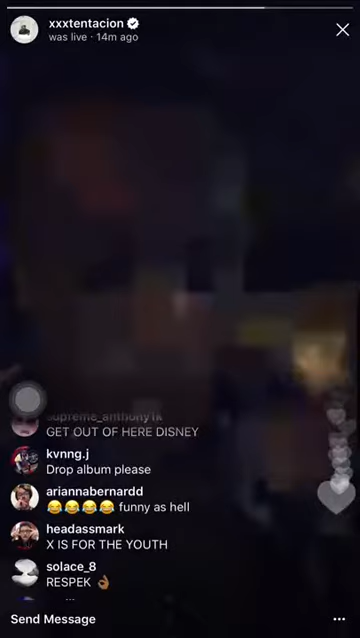 xxxtentacion
was live · 14m ago
supreme_anthony1k
GET OUT OF HERE DISNEY
kvnng.j
Drop album please
ariannabernardd
😂😂😂😂 funny as hell
headassmark
X IS FOR THE YOUTH
solace_8
RESPEK 👌🏾
Send Message